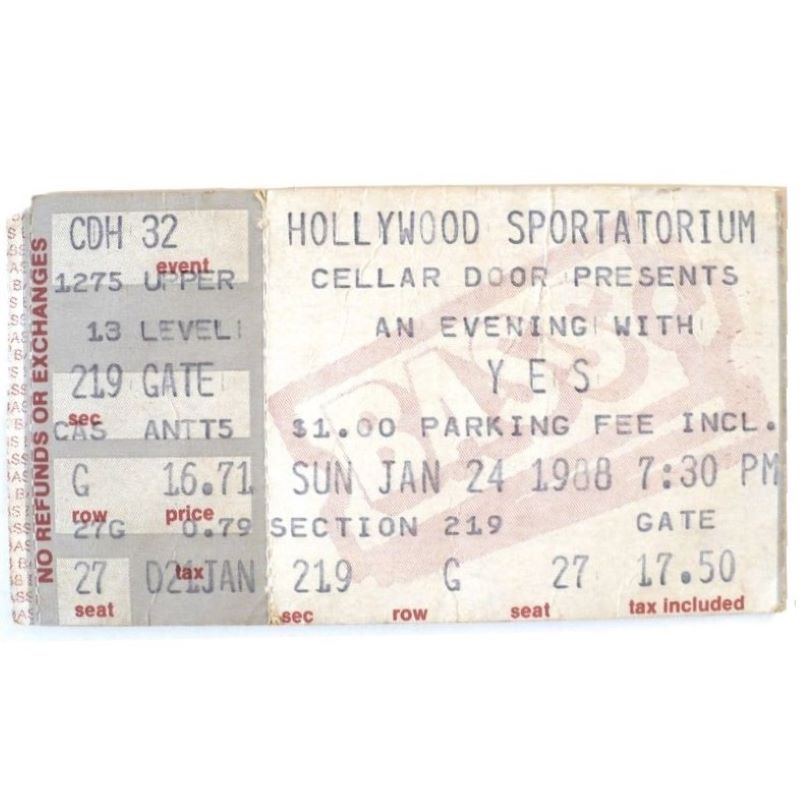 NO REFUNDS OR EXCHANGES
CDH 32
event
1275 UPPER
13 LEVEL
219 GATE
sec
CAS ANTT5
G 16.71
row price
27G 0.79
tax
27 D21JAN
seat
HOLLYWOOD SPORTATORIUM
CELLAR DOOR PRESENTS
AN EVENING WITH
YES
$1.00 PARKING FEE INCL.
SUN JAN 24 1988 7:30 PM
SECTION 219 GATE
219 G 27 17.50
sec row seat tax included
BASS